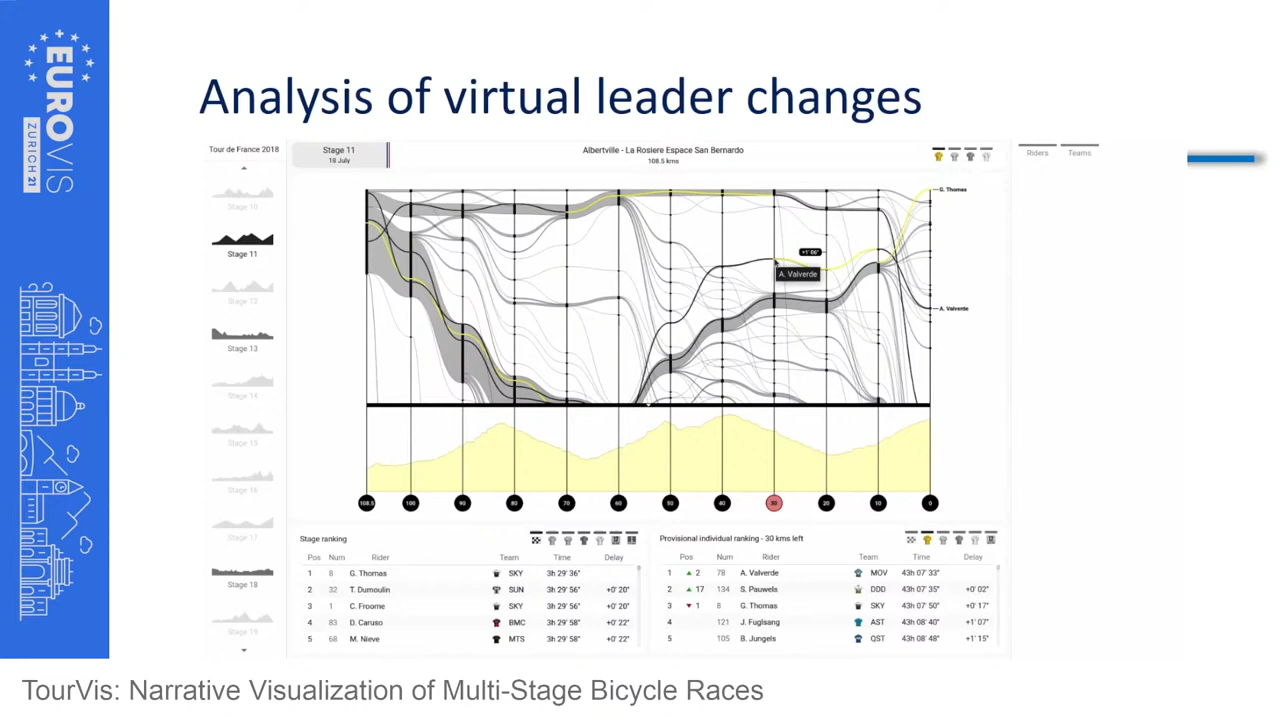 EUROVIS
ZURICH 21
Analysis of virtual leader changes
Tour de France 2018
Stage 10
Stage 11
Stage 12
Stage 13
Stage 14
Stage 15
Stage 16
Stage 17
Stage 18
Stage 19
Stage 11
18 July
Albertville - La Rosiere Espace San Bernardo
108.5 kms
Riders Teams
G. Thomas
+1' 06"
A. Valverde
A. Valverde
108.5 100 90 80 70 60 50 40 30 20 10 0
Stage ranking
Pos Num Rider Team Time Delay
1 8 G. Thomas SKY 3h 29' 36"
2 32 T. Dumoulin SUN 3h 29' 56" +0' 20"
3 1 C. Froome SKY 3h 29' 56" +0' 20"
4 83 D. Caruso BMC 3h 29' 58" +0' 22"
5 68 M. Nieve MTS 3h 29' 58" +0' 22"
Provisional individual ranking - 30 kms left
Pos Num Rider Team Time Delay
1 2 78 A. Valverde MOV 43h 07' 33"
2 17 134 S. Pauwels DDD 43h 07' 35" +0' 02"
3 1 8 G. Thomas SKY 43h 07' 50" +0' 17"
4 121 J. Fuglsang AST 43h 08' 40" +1' 07"
5 105 B. Jungels QST 43h 08' 48" +1' 15"
TourVis: Narrative Visualization of Multi-Stage Bicycle Races